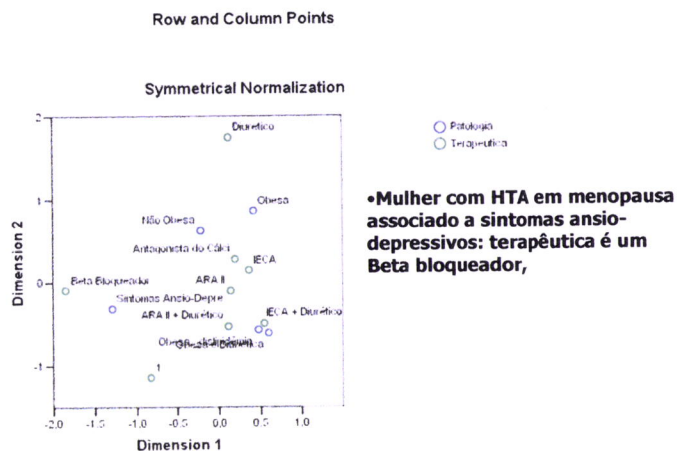 Row and Column Points
Symmetrical Normalization
Patologia
Terapeutica
Diurético
Obesa
Não Obesa
Antagonista do Cálci
IECA
Beta Bloqueador
ARA II
Sintomas Ansio-Depre
ARA II + Diurético
IECA + Diurético
1
2
1
0
-1
-2.0
-1.5
-1.0
-0.5
0.0
0.5
1.0
Dimension 2
Dimension 1
•Mulher com HTA em menopausa
associado a sintomas ansio-
depressivos: terapêutica é um
Beta bloqueador,